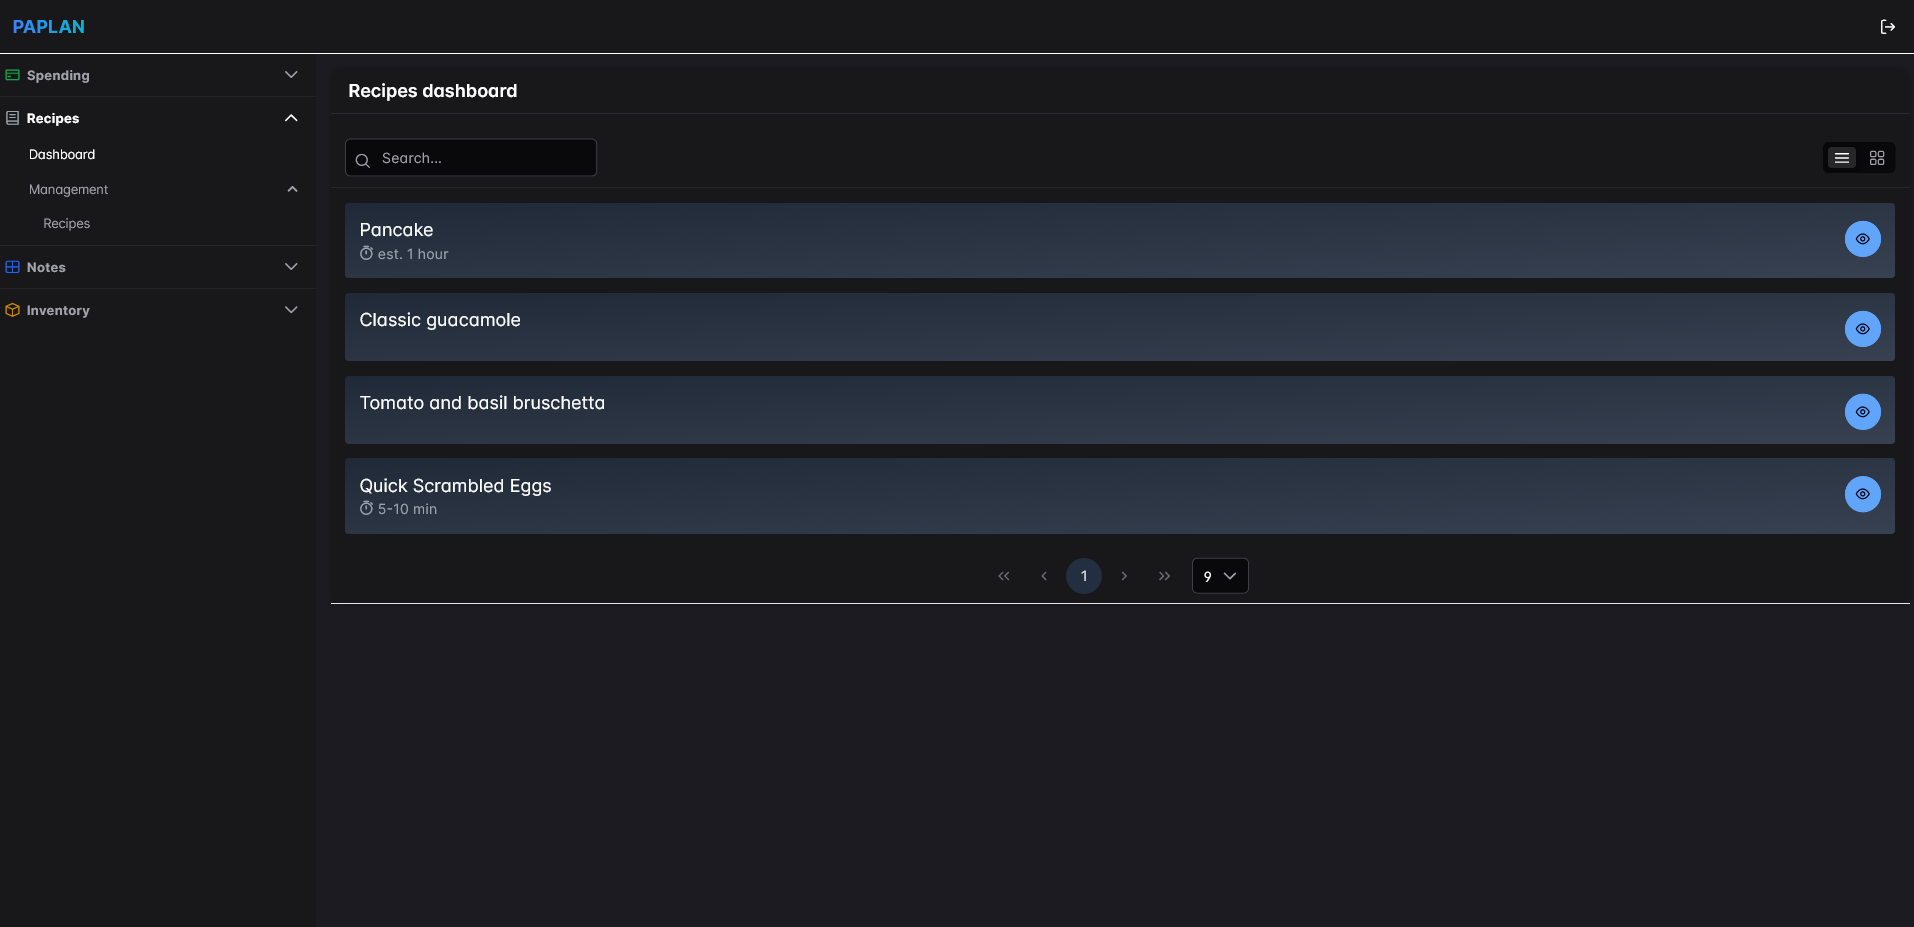 PAPLAN
Spending
Recipes
Dashboard
Management
Recipes
Notes
Inventory
Recipes dashboard
Search...
Pancake
est. 1 hour
Classic guacamole
Tomato and basil bruschetta
Quick Scrambled Eggs
5-10 min
1
9